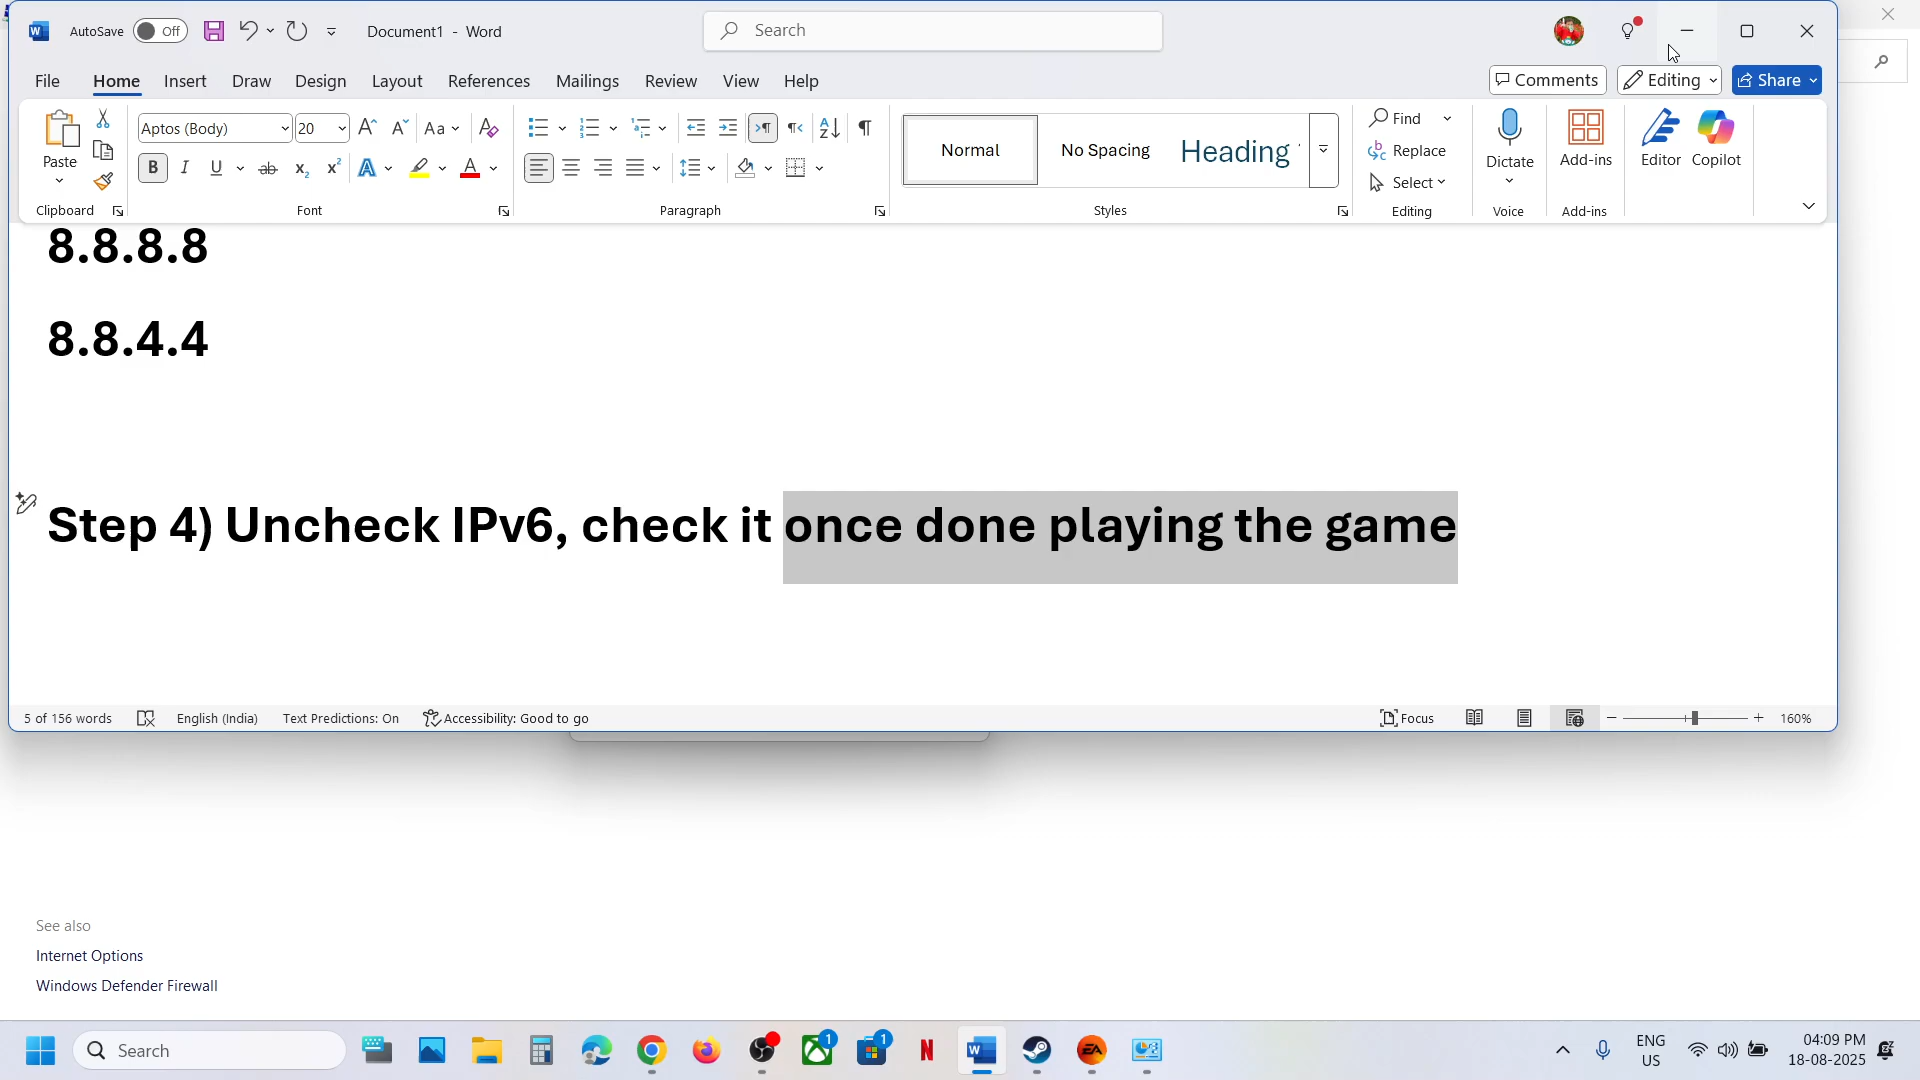 AutoSave Off Document1 - Word Search
File Home Insert Draw Design Layout References Mailings Review View Help Comments Editing Share
Paste Aptos (Body) 20 Normal No Spacing Heading Find Replace Select Dictate Add-ins Editor Copilot
Clipboard Font Paragraph Styles Editing Voice Add-ins
8.8.8.8
8.8.4.4
Step 4) Uncheck IPv6, check it once done playing the game
5 of 156 words English (India) Text Predictions: On Accessibility: Good to go Focus 160%
See also
Internet Options
Windows Defender Firewall
Search 1 1 ENG US 04:09 PM 18-08-2025